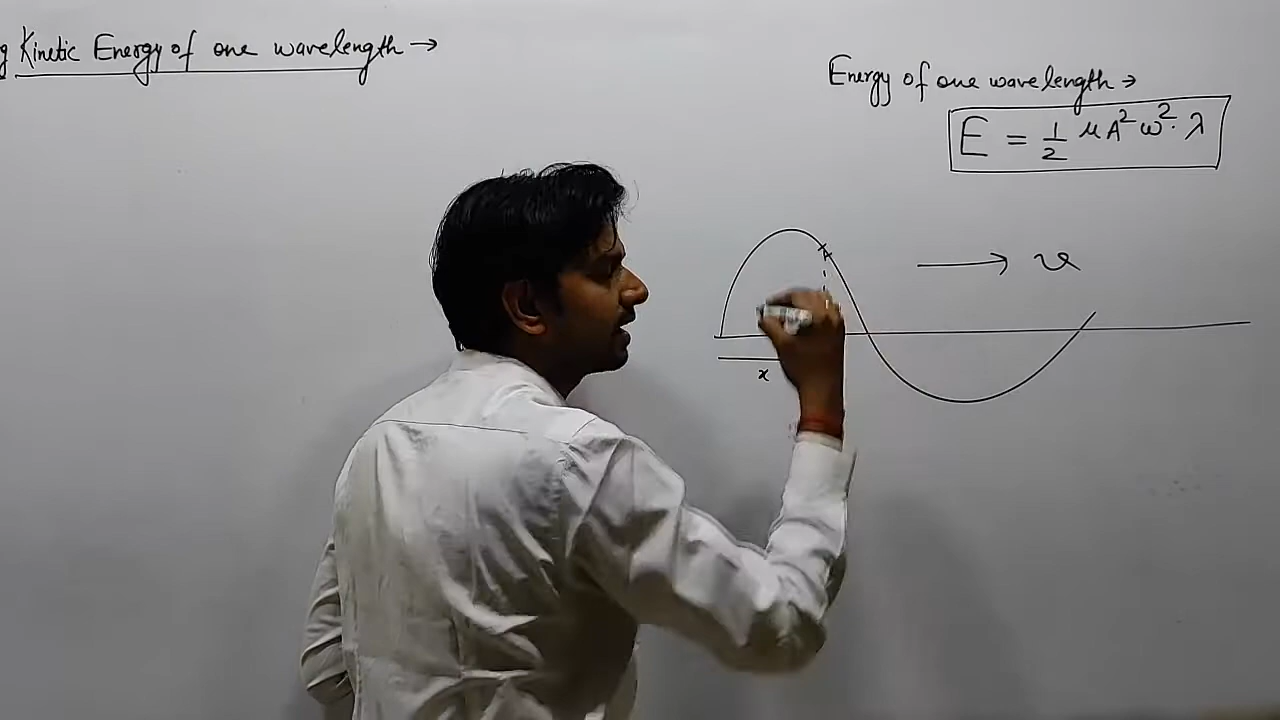 g Kinetic Energy of one wavelength →
Energy of one wavelength →
E = 1/2 μA²ω²·λ
→ v
x